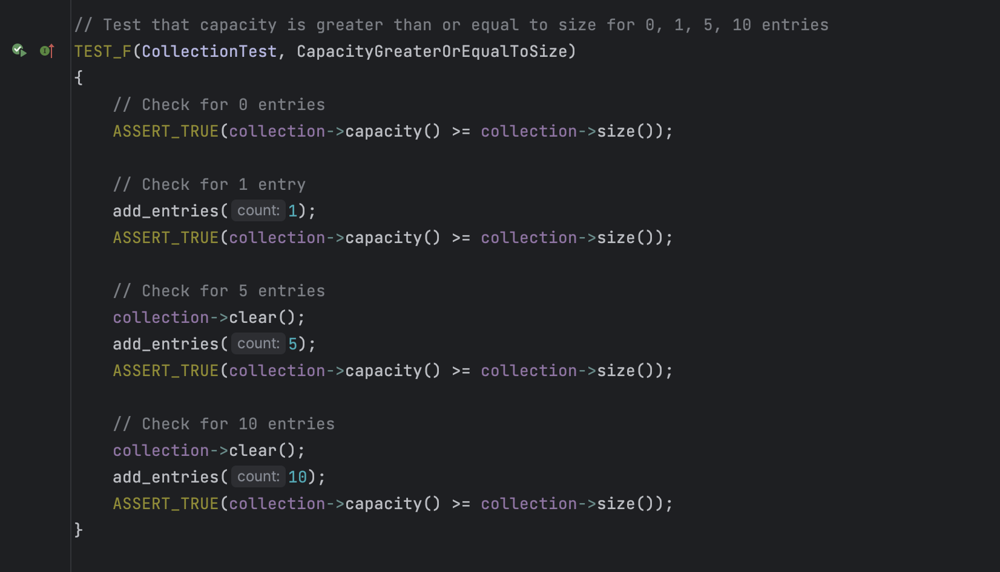 // Test that capacity is greater than or equal to size for 0, 1, 5, 10 entries
TEST_F(CollectionTest, CapacityGreaterOrEqualToSize)
{
    // Check for 0 entries
    ASSERT_TRUE(collection->capacity() >= collection->size());

    // Check for 1 entry
    add_entries( count: 1);
    ASSERT_TRUE(collection->capacity() >= collection->size());

    // Check for 5 entries
    collection->clear();
    add_entries( count: 5);
    ASSERT_TRUE(collection->capacity() >= collection->size());

    // Check for 10 entries
    collection->clear();
    add_entries( count: 10);
    ASSERT_TRUE(collection->capacity() >= collection->size());
}